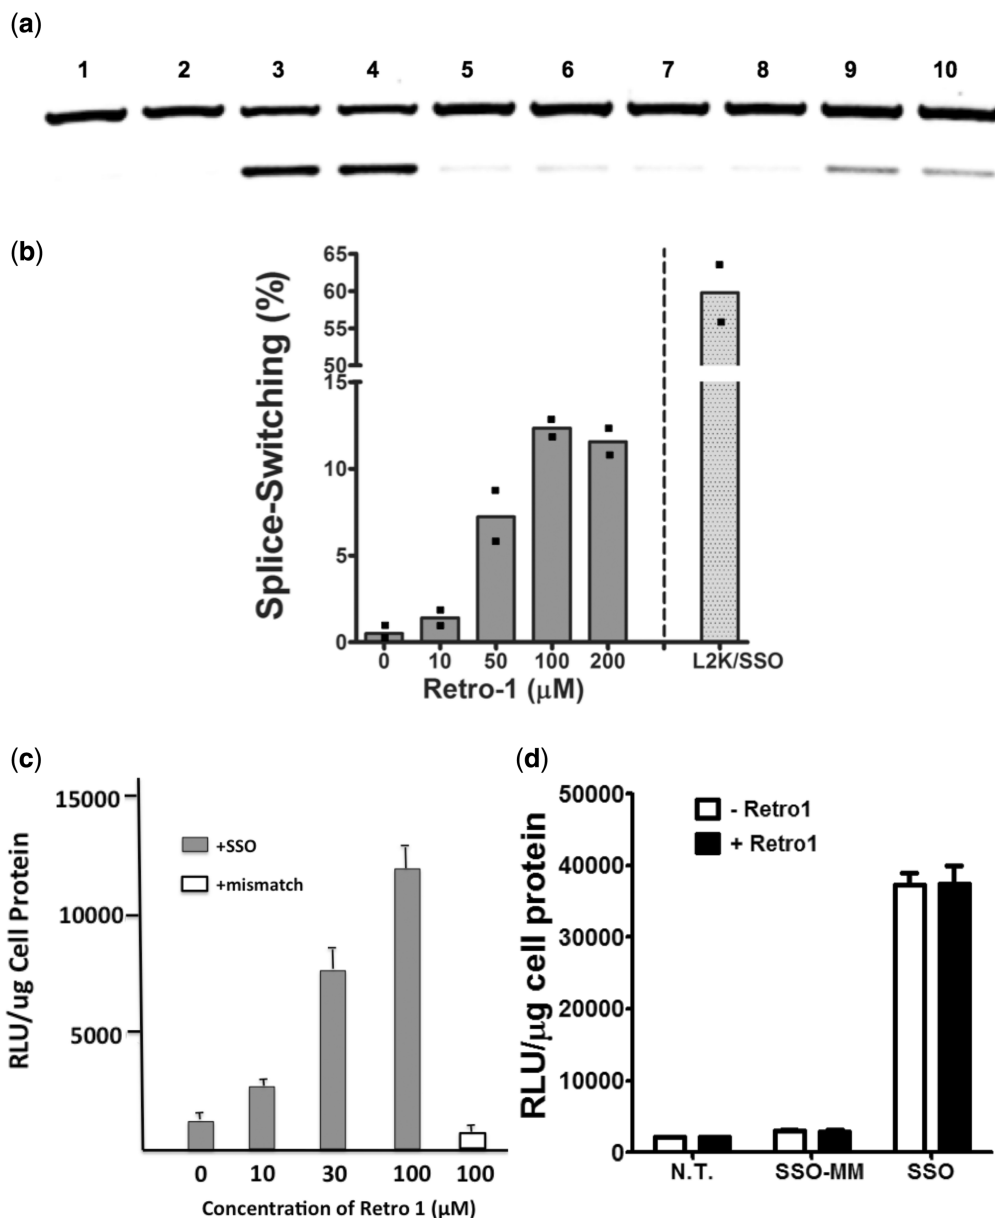 (a)
1 2 3 4 5 6 7 8 9 10
(b)
Splice-Switching (%)
65
60
55
50
15
10
5
0
0 10 50 100 200 L2K/SSO
Retro-1 (μM)
(c)
RLU/ug Cell Protein
15000
10000
5000
+SSO
+mismatch
0 10 30 100 100
Concentration of Retro 1 (μM)
(d)
RLU/μg cell protein
50000
40000
30000
20000
10000
0
- Retro1
+ Retro1
N.T. SSO-MM SSO